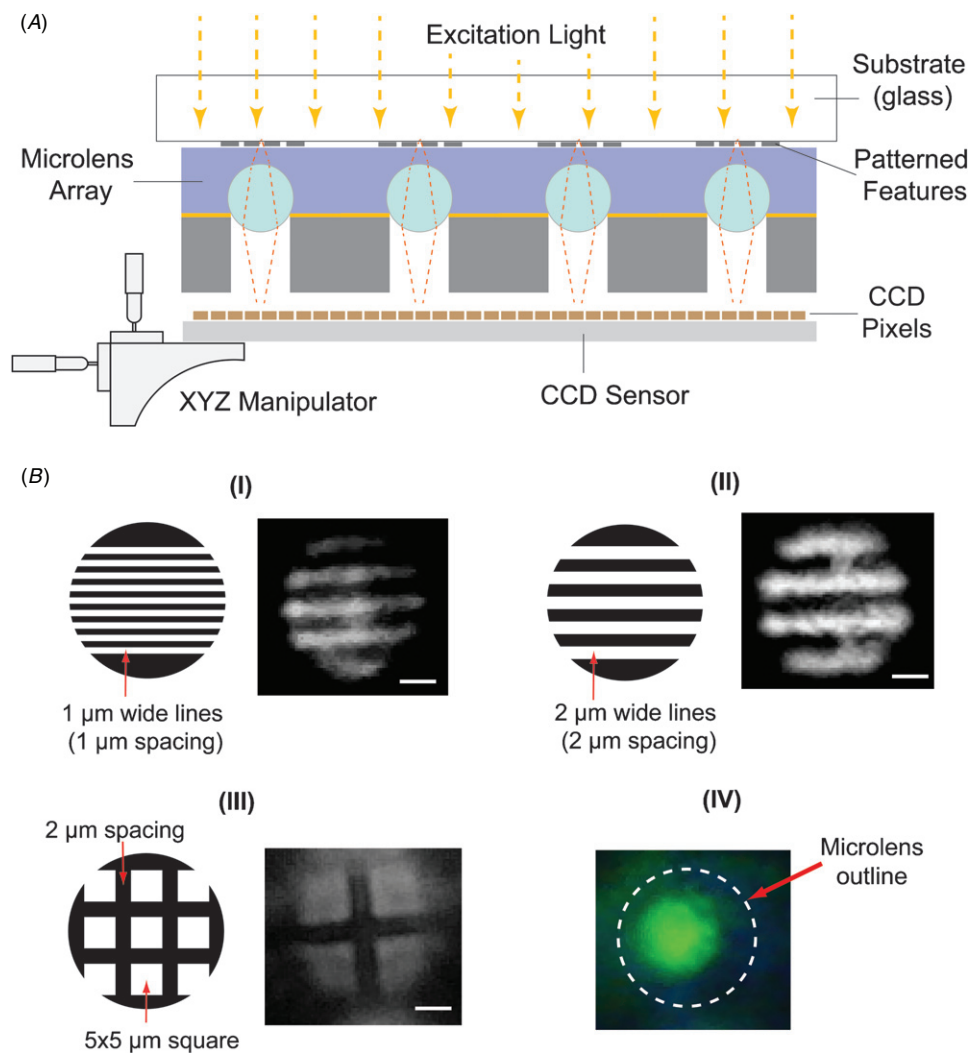 (A)
Excitation Light
Substrate
(glass)
Microlens
Array
Patterned
Features
CCD
Pixels
XYZ Manipulator
CCD Sensor
(B)
(I)
(II)
1 µm wide lines
(1 µm spacing)
2 µm wide lines
(2 µm spacing)
(III)
(IV)
2 µm spacing
Microlens
outline
5x5 µm square